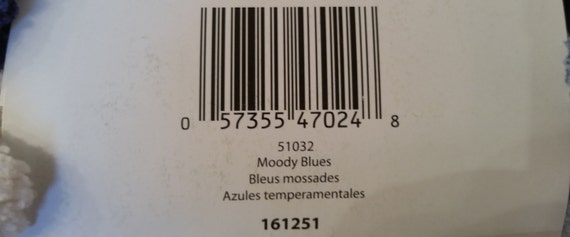 0 57355 47024 8
51032
Moody Blues
Bleus mossades
Azules temperamentales
161251